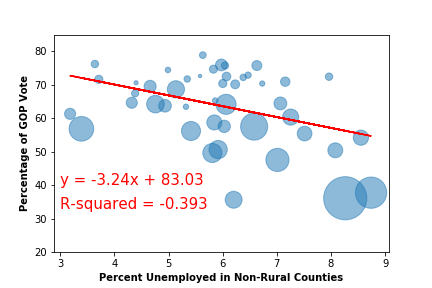 80
70
60
50
40
30
20
Percentage of GOP Vote
y = -3.24x + 83.03
R-squared = -0.393
3 4 5 6 7 8 9
Percent Unemployed in Non-Rural Counties